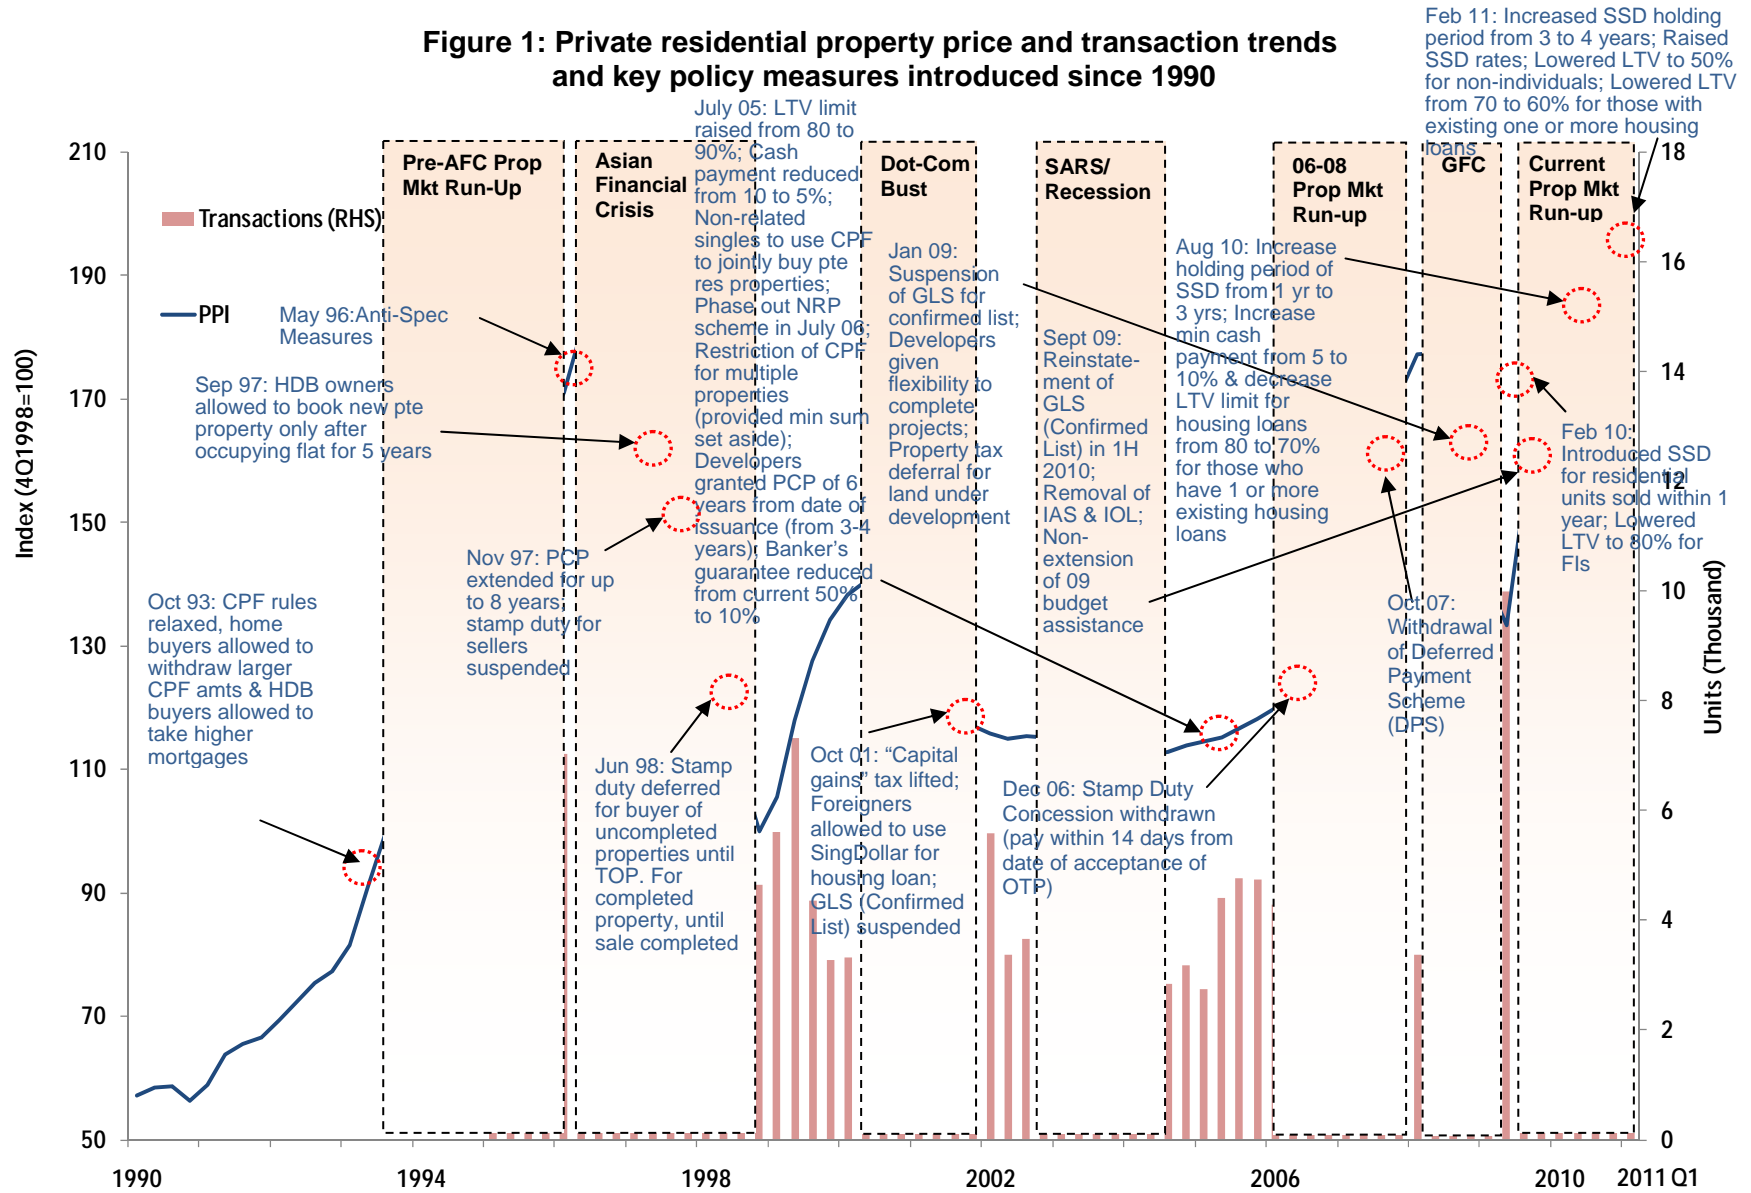 Figure 1: Private residential property price and transaction trends
and key policy measures introduced since 1990
Feb 11: Increased SSD holding
period from 3 to 4 years; Raised
SSD rates; Lowered LTV to 50%
for non-individuals; Lowered LTV
from 70 to 60% for those with
existing one or more housing
loans
July 05: LTV limit
raised from 80 to
90%; Cash
payment reduced
from 10 to 5%;
Non-related
singles to use CPF
to jointly buy pte
res properties;
Phase out NRP
scheme in July 06;
Restriction of CPF
for multiple
properties
(provided min sum
set aside);
Developers
granted PCP of 6
years from date of
issuance (from 3-4
years); Banker's
guarantee reduced
from current 50%
to 10%
Pre-AFC Prop
Mkt Run-Up
Asian
Financial
Crisis
Dot-Com
Bust
SARS/
Recession
06-08
Prop Mkt
Run-up
GFC
Current
Prop Mkt
Run-up
Transactions (RHS)
PPI
May 96:Anti-Spec
Measures
Sep 97: HDB owners
allowed to book new pte
property only after
occupying flat for 5 years
Jan 09:
Suspension
of GLS for
confirmed list;
Developers
given
flexibility to
complete
projects;
Property tax
deferral for
land under
development
Sept 09:
Reinstate-
ment of
GLS
(Confirmed
List) in 1H
2010;
Removal of
IAS & IOL;
Non-
extension
of 09
budget
assistance
Aug 10: Increase
holding period of
SSD from 1 yr to
3 yrs; Increase
min cash
payment from 5 to
10% & decrease
LTV limit for
housing loans
from 80 to 70%
for those who
have 1 or more
existing housing
loans
Feb 10:
Introduced SSD
for residential
units sold within 1
year; Lowered
LTV to 80% for
FIs
Nov 97: PCP
extended for up
to 8 years;
stamp duty for
sellers
suspended
Oct 93: CPF rules
relaxed, home
buyers allowed to
withdraw larger
CPF amts & HDB
buyers allowed to
take higher
mortgages
Oct 07:
Withdrawal
of Deferred
Payment
Scheme
(DPS)
Jun 98: Stamp
duty deferred
for buyer of
uncompleted
properties until
TOP. For
completed
property, until
sale completed
Oct 01: “Capital
gains” tax lifted;
Foreigners
allowed to use
SingDollar for
housing loan;
GLS (Confirmed
List) suspended
Dec 06: Stamp Duty
Concession withdrawn
(pay within 14 days from
date of acceptance of
OTP)
Index (4Q1998=100)
210
190
170
150
130
110
90
70
50
Units (Thousand)
18
16
14
12
10
8
6
4
2
0
1990
1994
1998
2002
2006
2010
2011 Q1